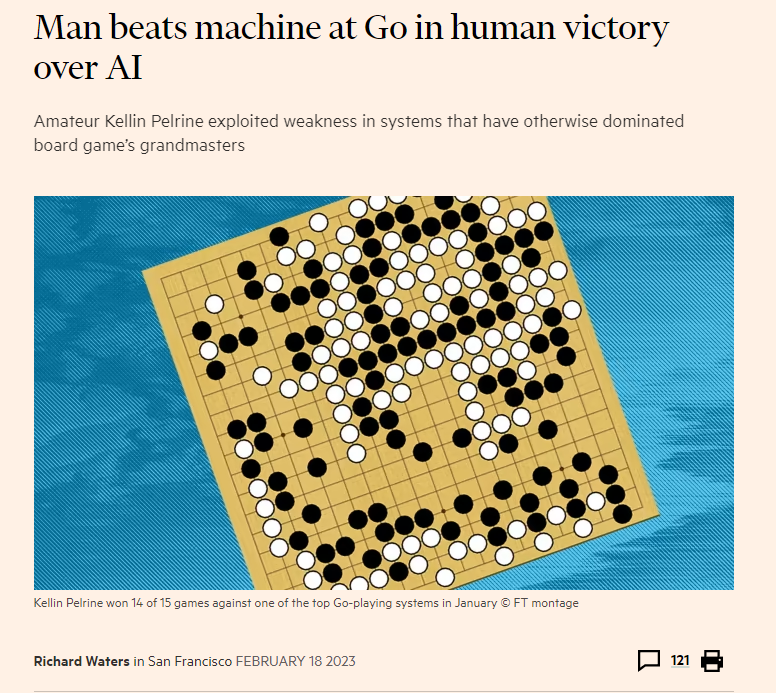 Man beats machine at Go in human victory
over AI
Amateur Kellin Pelrine exploited weakness in systems that have otherwise dominated
board game's grandmasters
Kellin Pelrine won 14 of 15 games against one of the top Go-playing systems in January © FT montage
Richard Waters in San Francisco FEBRUARY 18 2023
121